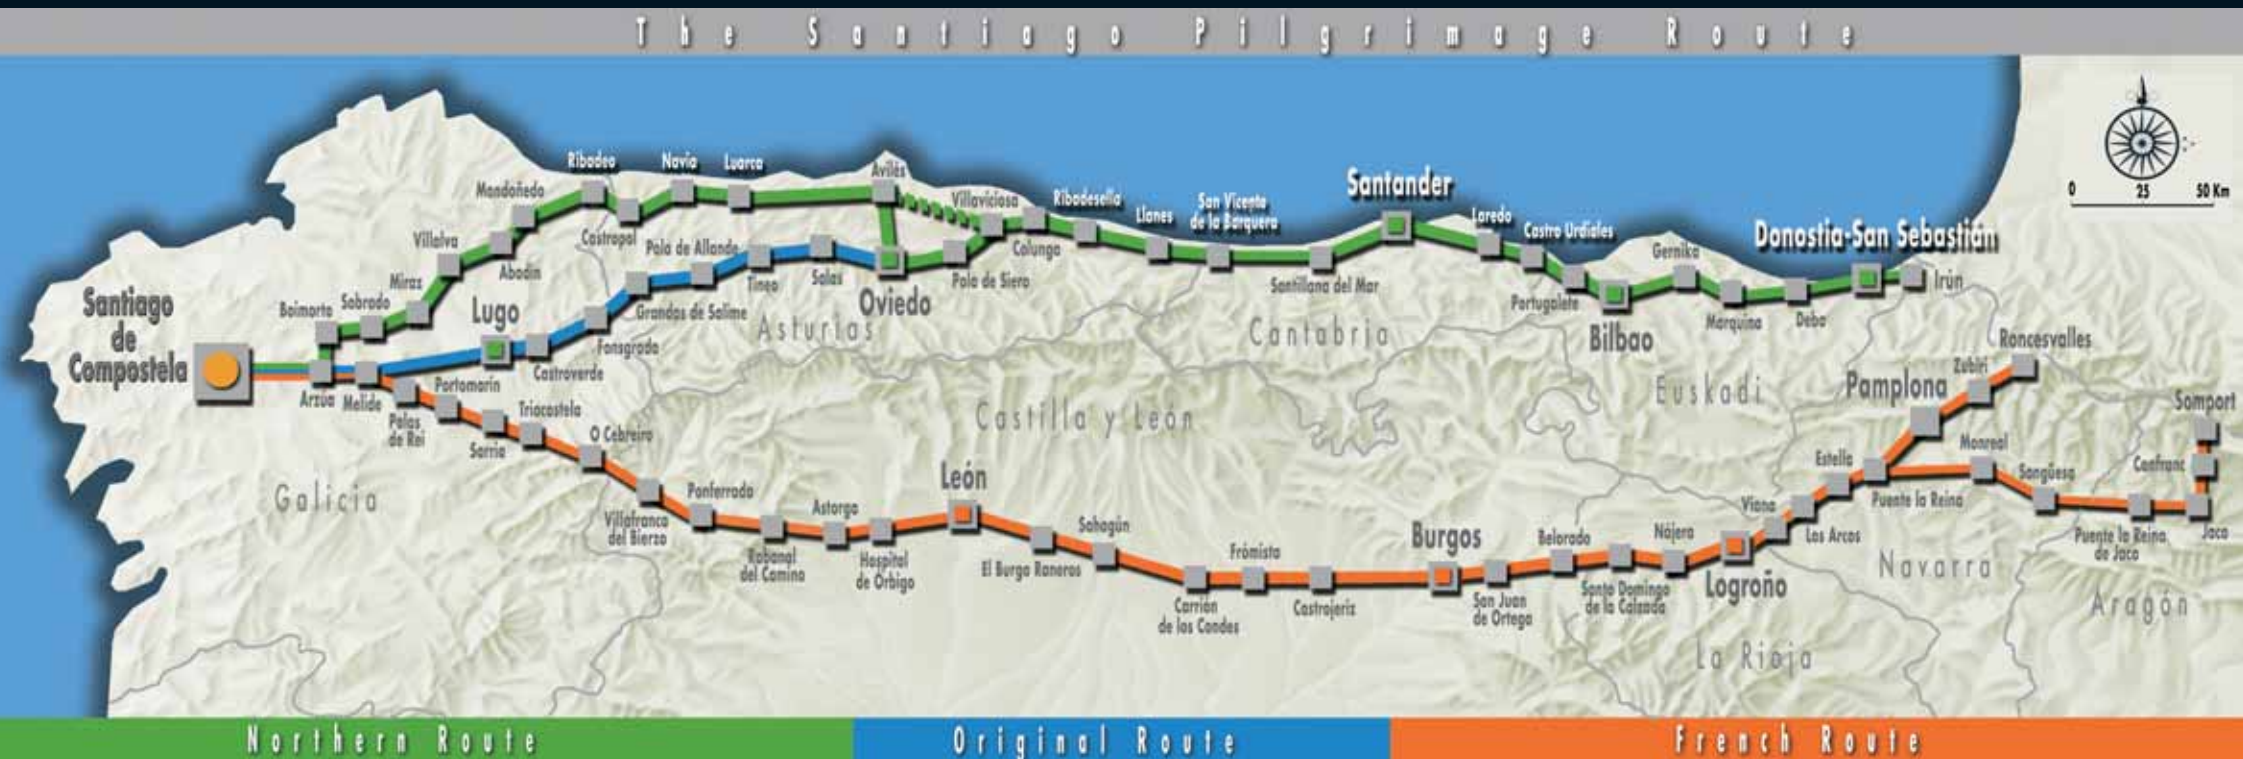 The Santiago Pilgrimage Route
0 25 50 Km
Ribadeo
Navia
Luarca
Avilés
Mondoñedo
Villaviciosa
Ribadesella
Llanes
San Vicente
de la Barquera
Santander
Laredo
Castro Urdiales
Gernika
Donostia-San Sebastián
Irún
Villalva
Abadín
Castropol
Pola de Allande
Tineo
Salas
Oviedo
Pola de Siero
Colunga
Santillana del Mar
Portugalete
Bilbao
Marquina
Deba
Miraz
Sobrado
Boimorto
Santiago
de
Compostela
Lugo
Grandas de Salime
Fonsgrada
Castroverde
Asturias
Cantabria
Euskadi
Roncesvalles
Zubiri
Pamplona
Somport
Canfranc
Jaca
Arzúa
Melide
Palas
de Rei
Portomarín
Sarria
Triacastela
O Cebreiro
Castilla y León
Galicia
Villafranca
del Bierzo
Ponferrada
Rabanal
del Camino
Astorga
Hospital
de Orbigo
León
El Burgo Raneros
Sahagún
Carrión
de los Condes
Frómista
Castrojeriz
Burgos
San Juan
de Ortega
Belorado
Santo Domingo
de la Calzada
Nájera
Logroño
Viana
Los Arcos
Estella
Puente la Reina
Monreal
Sangüesa
Puente la Reina
de Jaca
Navarra
Aragón
La Rioja
Northern Route
Original Route
French Route